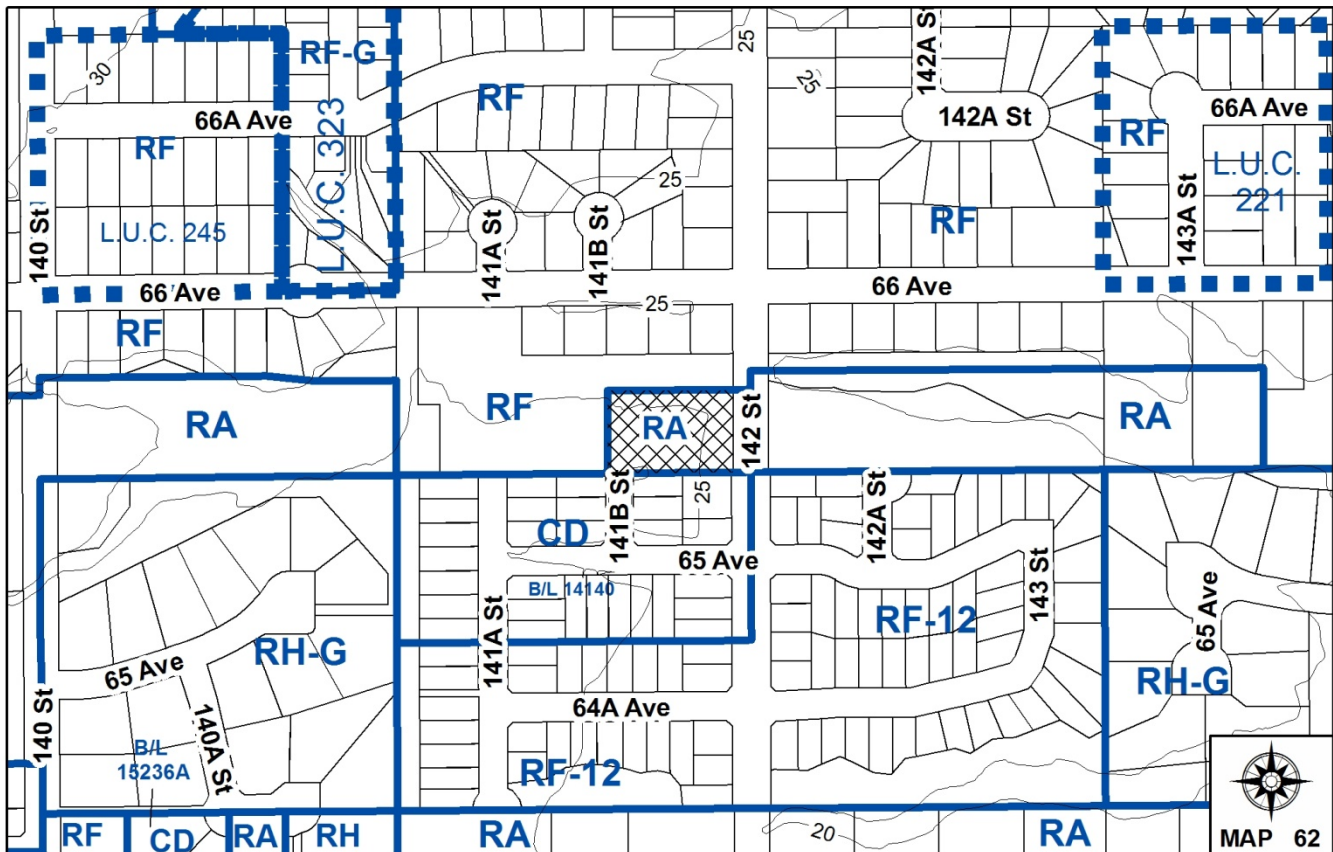 142A St
RF-G
25
30
25
RF
66A Ave
142A St
66A Ave
RF
RF
L.U.C. 323
25
L.U.C.
221
140 St
L.U.C. 245
141A St
141B St
RF
143A St
66 Ave
66 Ave
25
RF
RF
RA
RA
142 St
RA
25
141B St
142A St
CD
65 Ave
B/L 14140
143 St
RF-12
65 Ave
141A St
RH-G
65 Ave
RH-G
140 St
64A Ave
140A St
B/L
15236A
RF-12
RF
CD
RA
RH
RA
20
RA
MAP 62